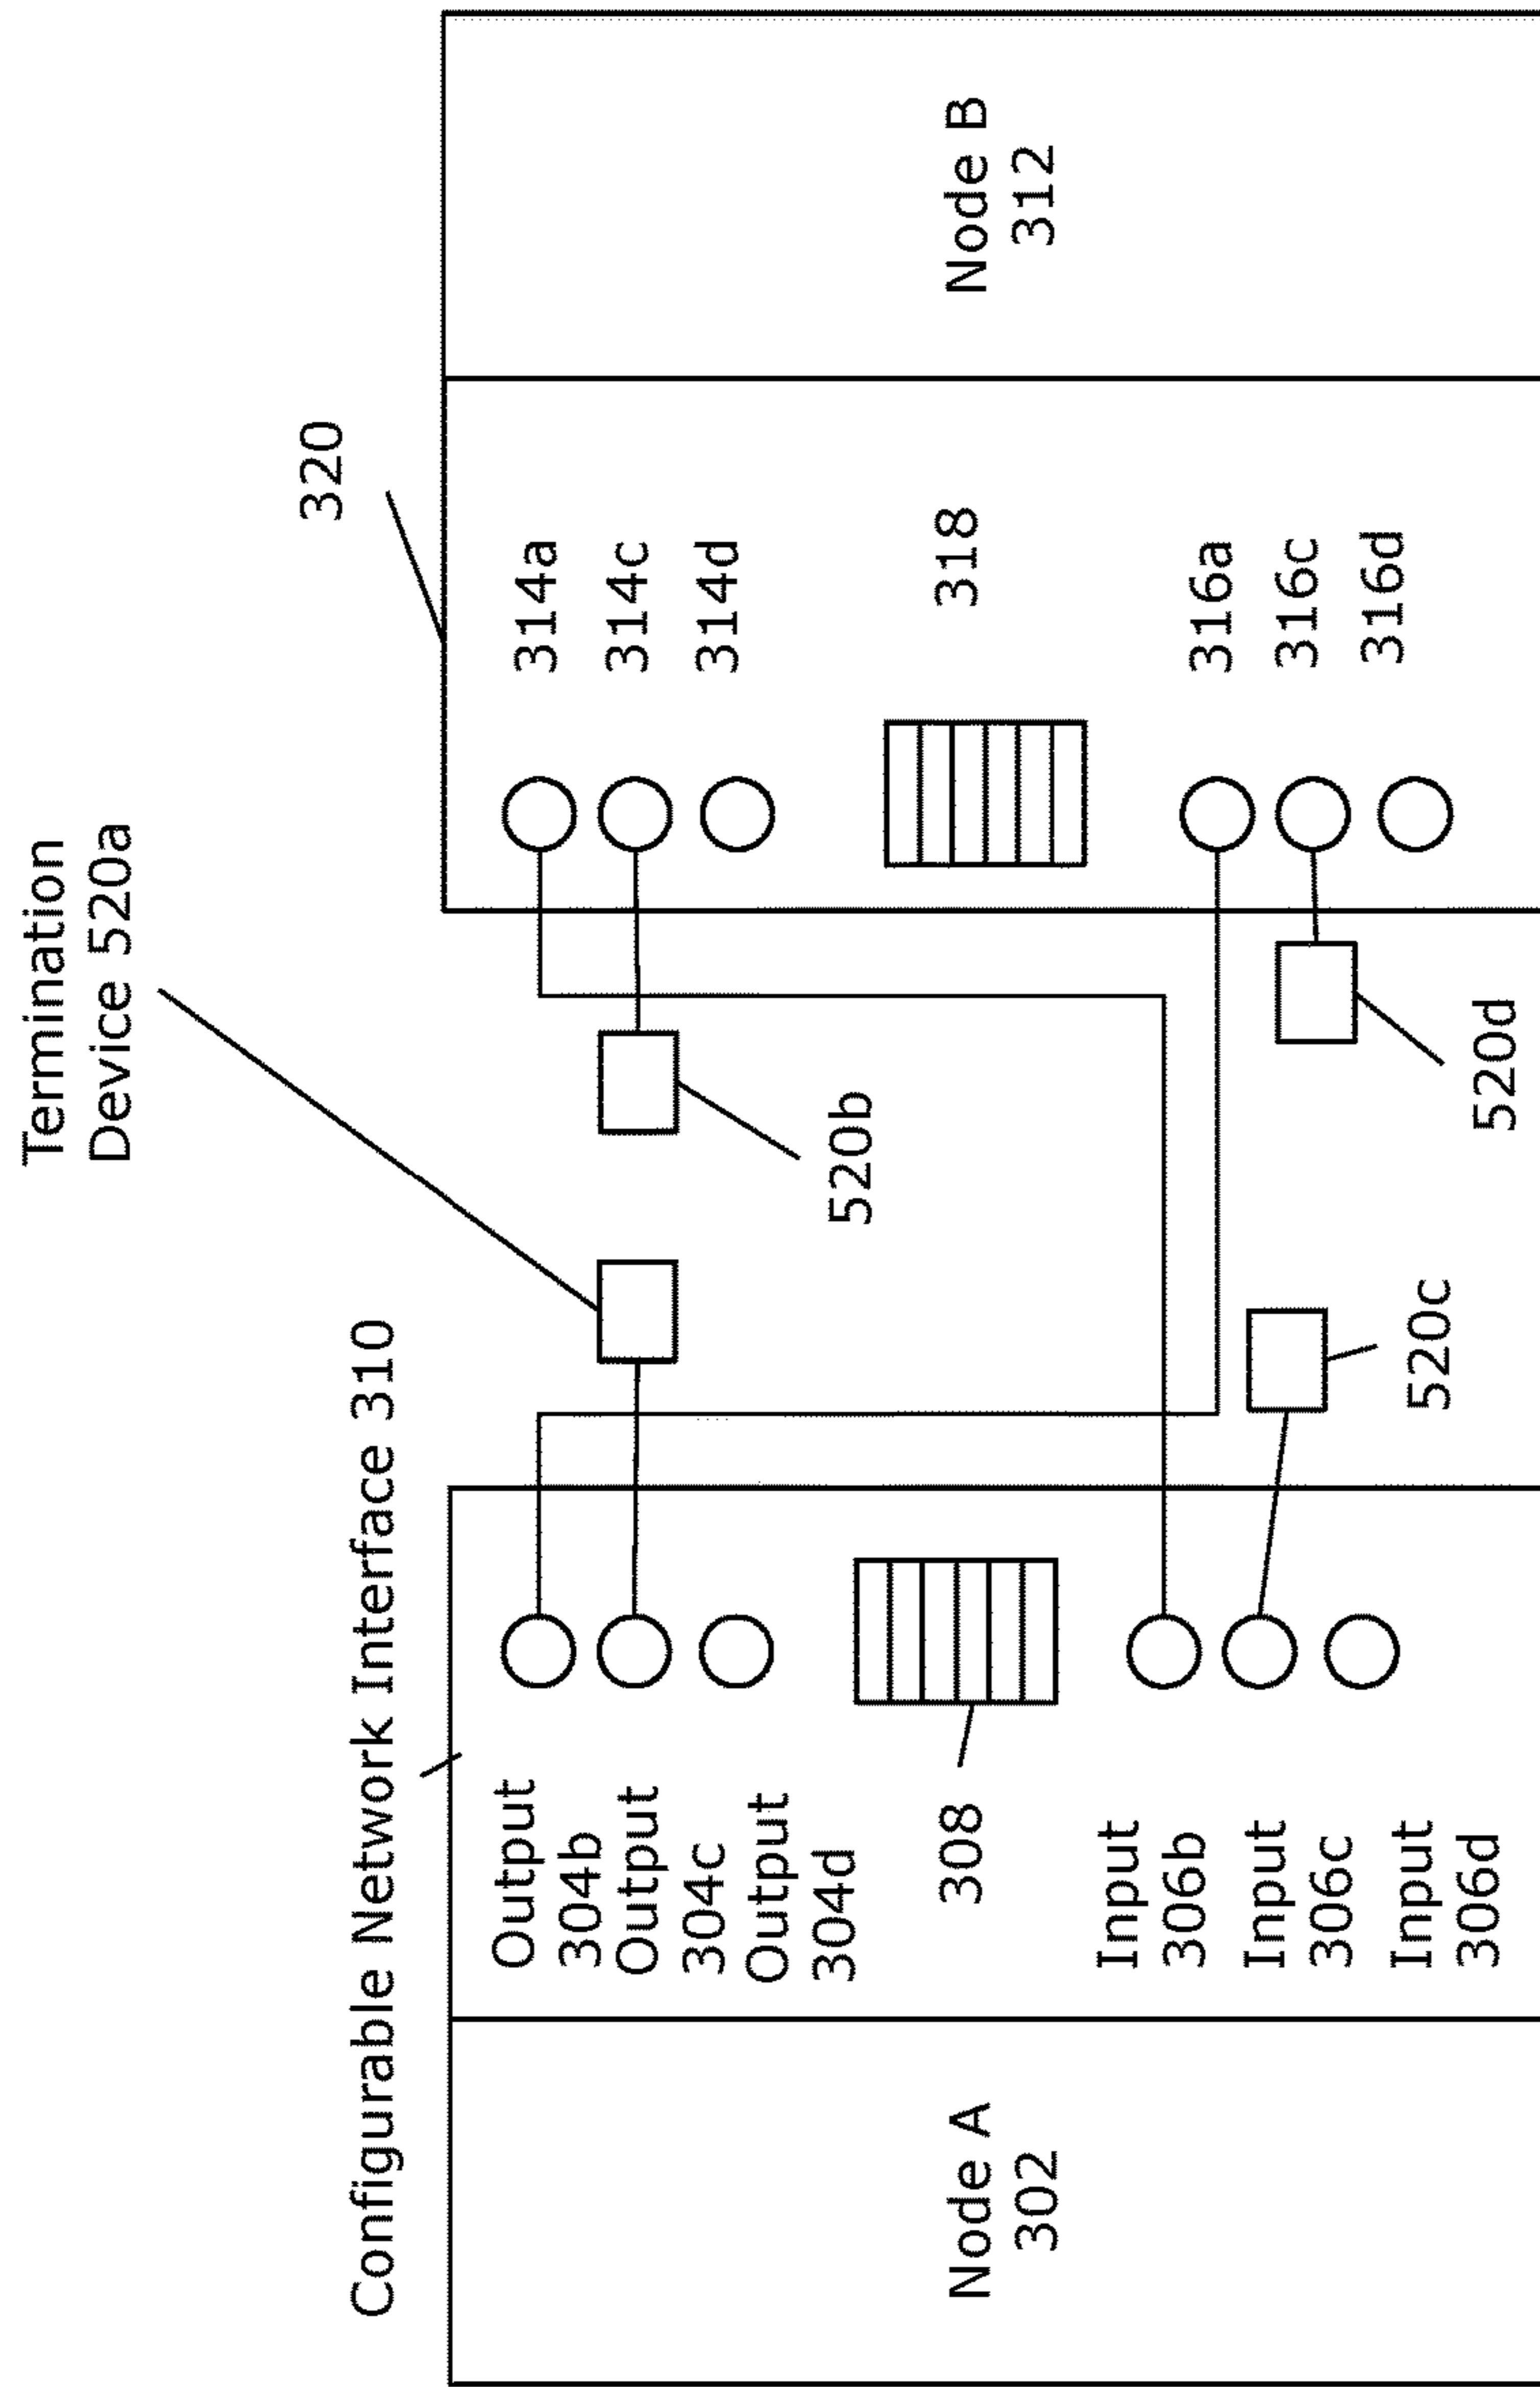 Termination
Device 520a
320
Configurable Network Interface 310
Node A
302
Output
304b
Output
304c
Output
304d
308
Input
306b
Input
306c
Input
306d
520b
520c
520d
314a
314c
314d
318
316a
316c
316d
Node B
312